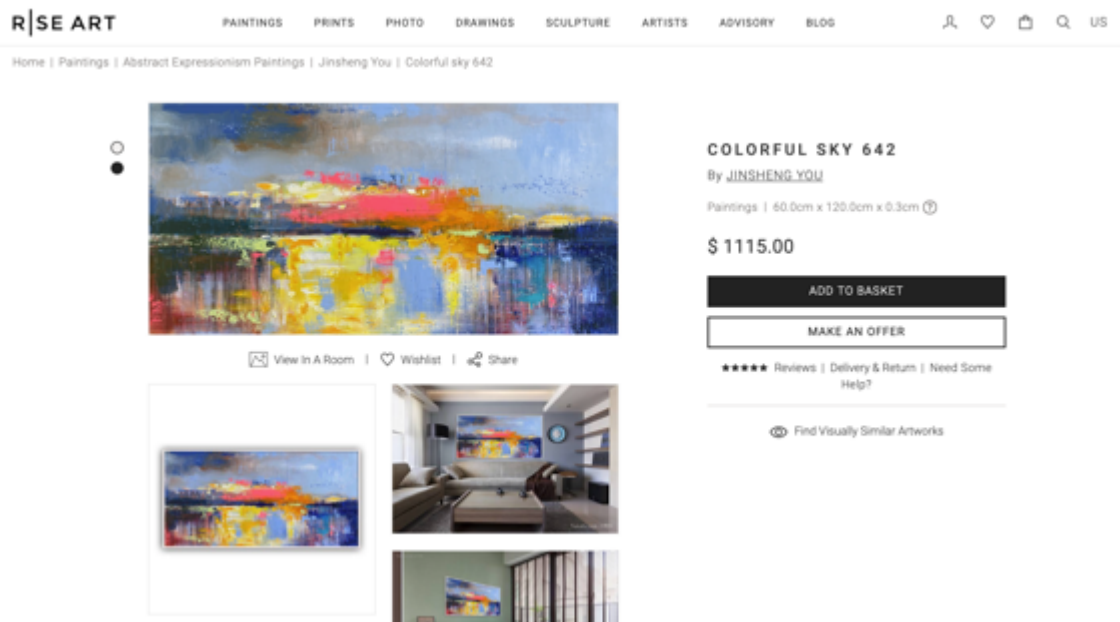 R|SE ART
PAINTINGS PRINTS PHOTO DRAWINGS SCULPTURE ARTISTS ADVISORY BLOG US
Home | Paintings | Abstract Expressionism Paintings | Jinsheng You | Colorful sky 642
COLORFUL SKY 642
By JINSHENG YOU
Paintings | 60.0cm x 120.0cm x 0.3cm ?
$ 1115.00
ADD TO BASKET
MAKE AN OFFER
★★★★★ Reviews | Delivery & Return | Need Some
Help?
Find Visually Similar Artworks
View In A Room | Wishlist | Share